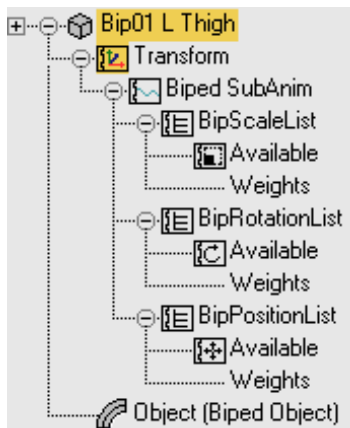 Bip01 L Thigh
Transform
Biped SubAnim
BipScaleList
Available
Weights
BipRotationList
Available
Weights
BipPositionList
Available
Weights
Object (Biped Object)